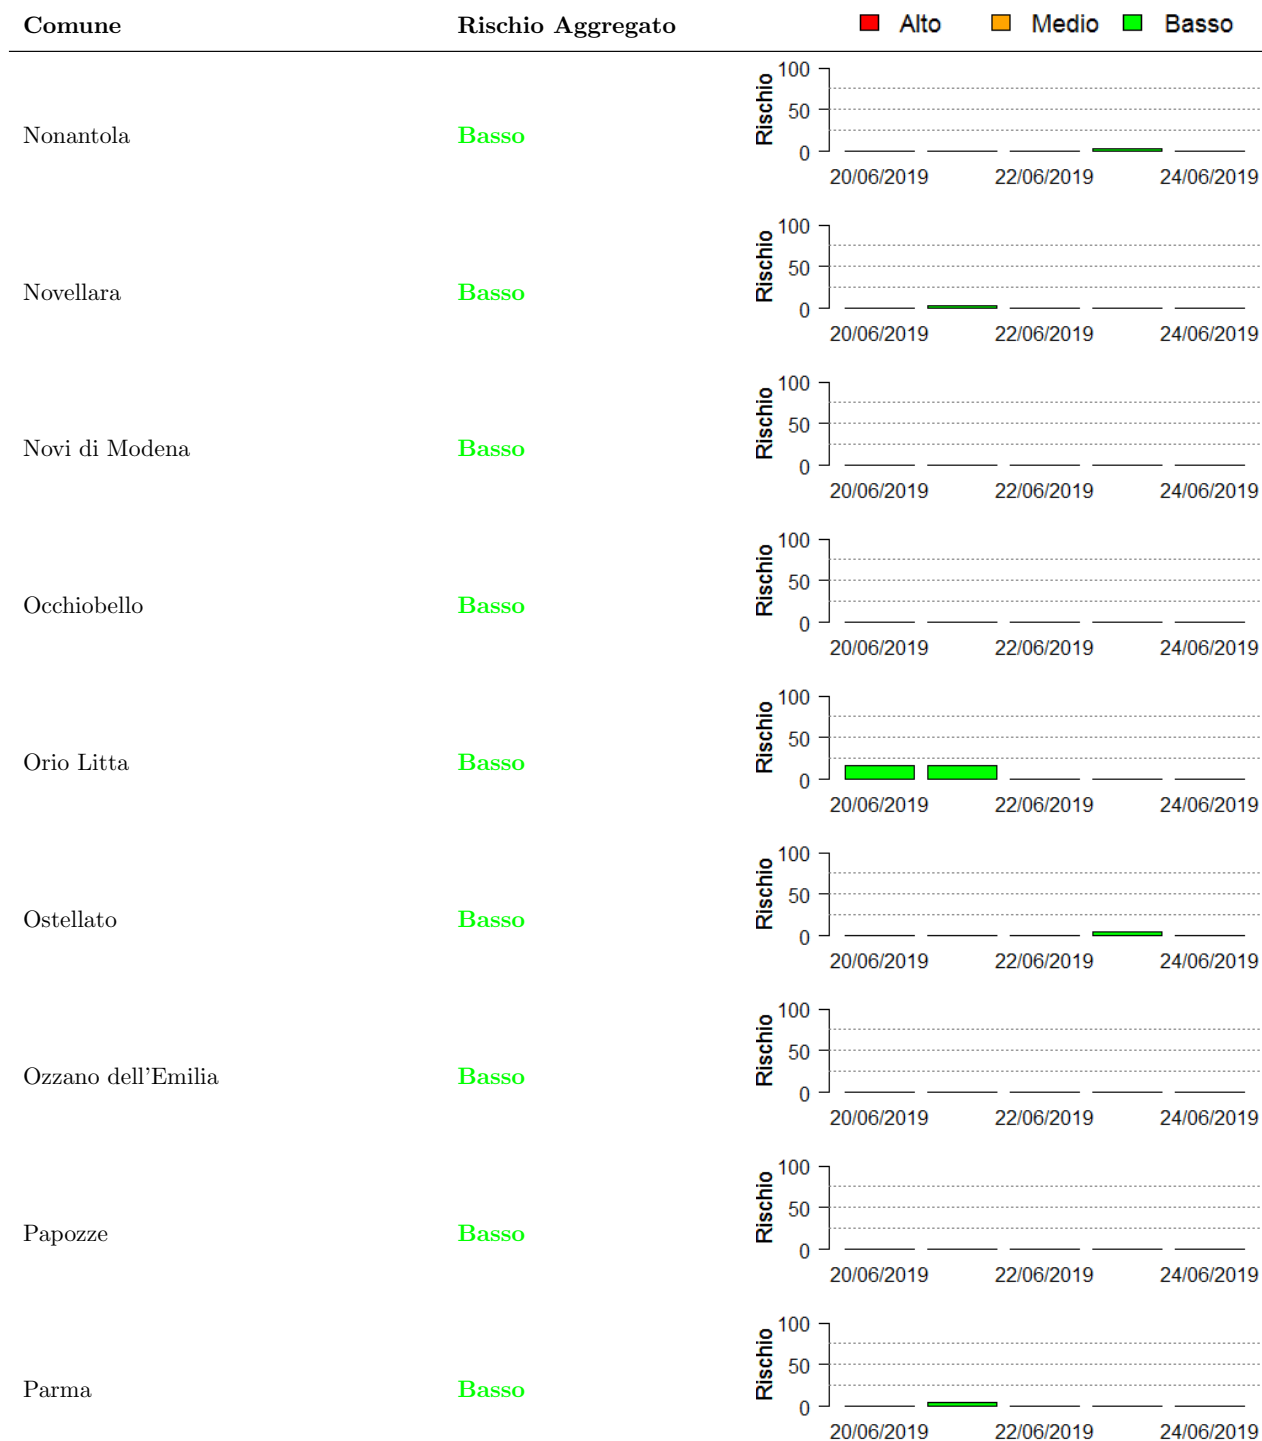 Comune Rischio Aggregato Alto Medio Basso
Nonantola Basso Rischio 100 50 0
20/06/2019 22/06/2019 24/06/2019
Novellara Basso Rischio 100 50 0
20/06/2019 22/06/2019 24/06/2019
Novi di Modena Basso Rischio 100 50 0
20/06/2019 22/06/2019 24/06/2019
Occhiobello Basso Rischio 100 50 0
20/06/2019 22/06/2019 24/06/2019
Orio Litta Basso Rischio 100 50 0
20/06/2019 22/06/2019 24/06/2019
Ostellato Basso Rischio 100 50 0
20/06/2019 22/06/2019 24/06/2019
Ozzano dell'Emilia Basso Rischio 100 50 0
20/06/2019 22/06/2019 24/06/2019
Papozze Basso Rischio 100 50 0
20/06/2019 22/06/2019 24/06/2019
Parma Basso Rischio 100 50 0
20/06/2019 22/06/2019 24/06/2019